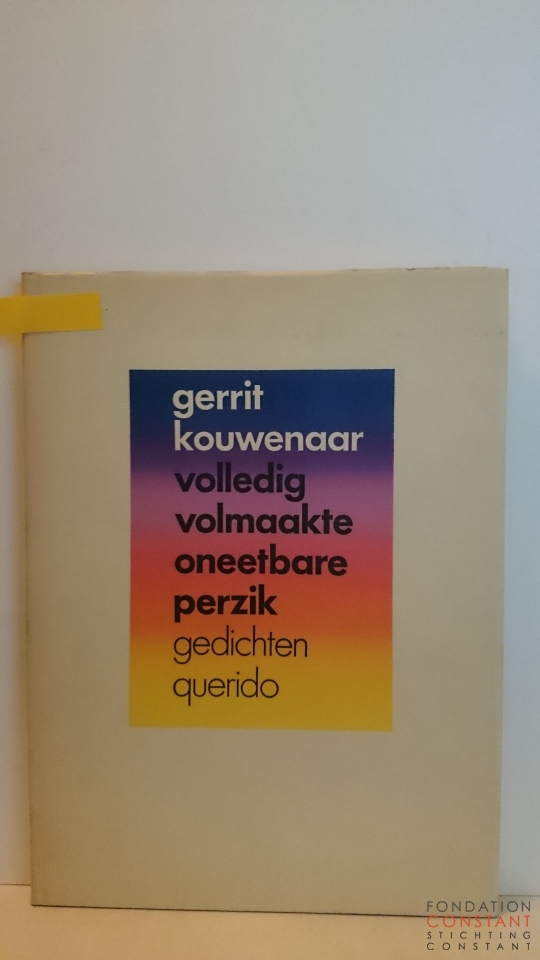 gerrit
kouwenaar
volledig
volmaakte
oneetbare
perzik
gedichten
querido
FONDATION
CONSTANT
STICHTING
CONSTANT